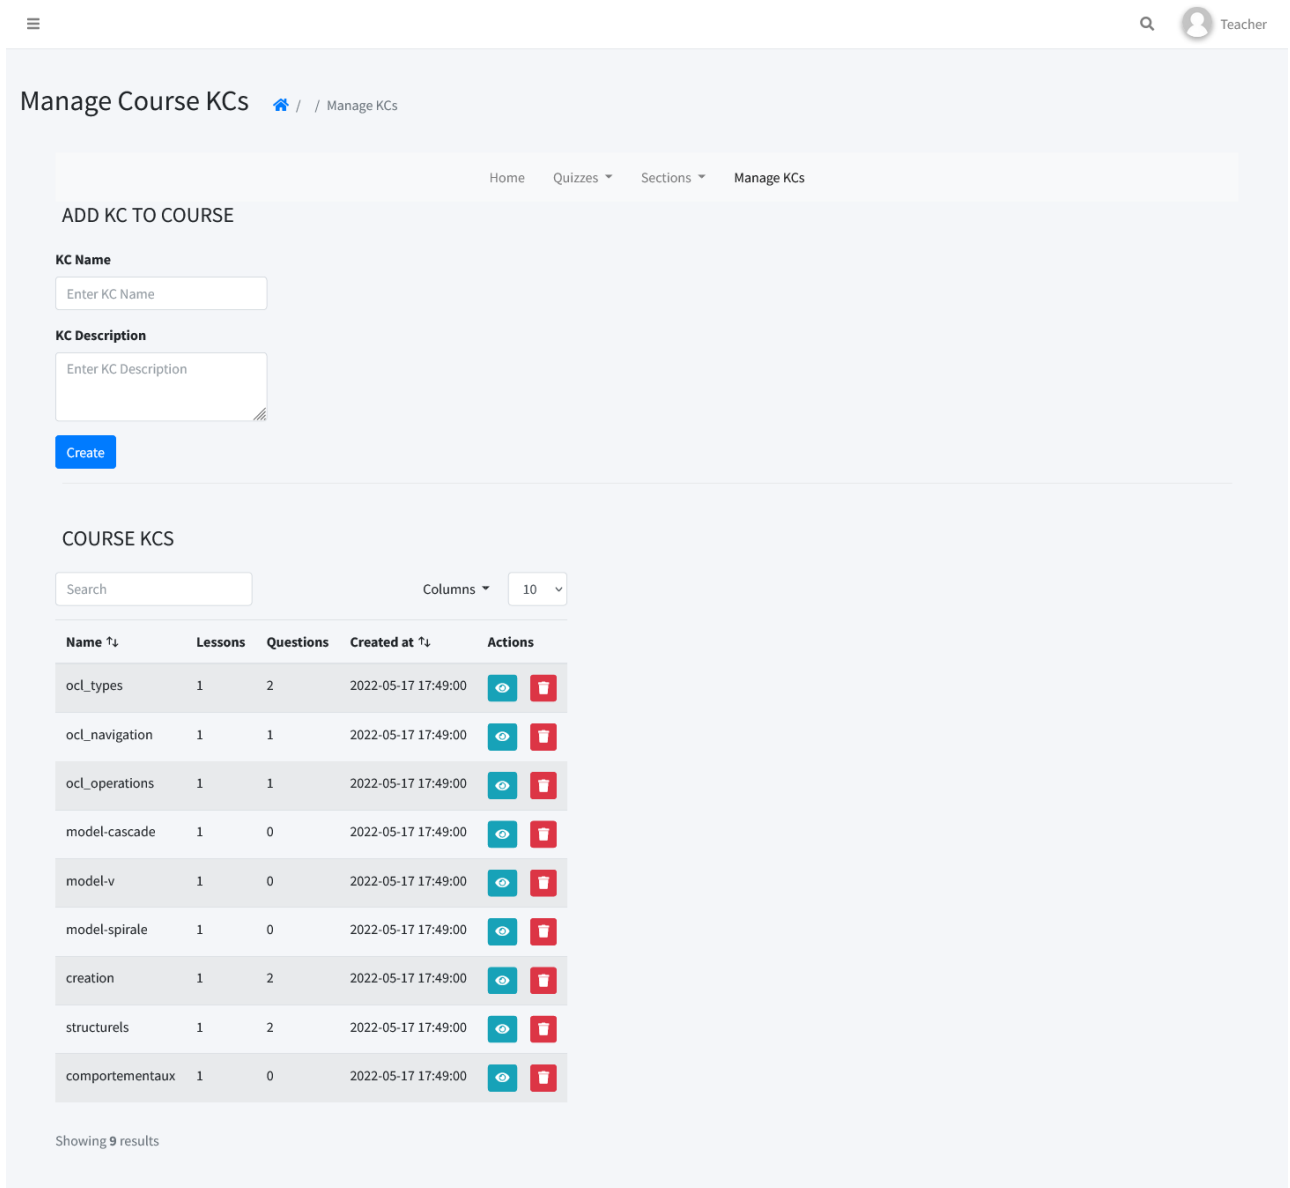 Teacher
Manage Course KCs / / Manage KCs
Home Quizzes Sections Manage KCs
ADD KC TO COURSE
KC Name
Enter KC Name
KC Description
Enter KC Description
Create
COURSE KCS
Search Columns 10
Name Lessons Questions Created at Actions
ocl_types 1 2 2022-05-17 17:49:00
ocl_navigation 1 1 2022-05-17 17:49:00
ocl_operations 1 1 2022-05-17 17:49:00
model-cascade 1 0 2022-05-17 17:49:00
model-v 1 0 2022-05-17 17:49:00
model-spirale 1 0 2022-05-17 17:49:00
creation 1 2 2022-05-17 17:49:00
structurels 1 2 2022-05-17 17:49:00
comportementaux 1 0 2022-05-17 17:49:00
Showing 9 results